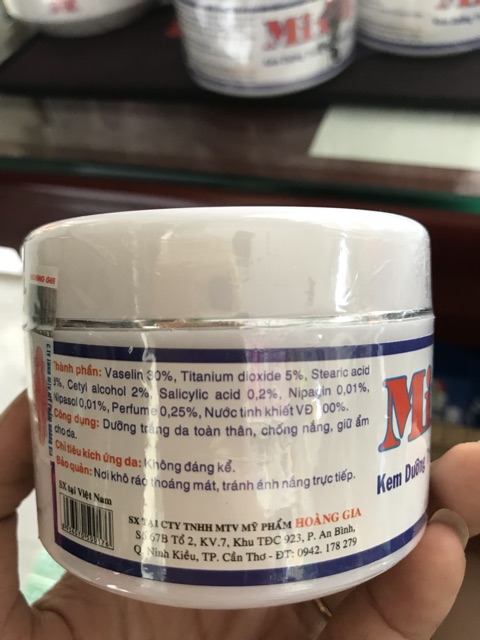 Thành phần: Vaselin 30%, Titanium dioxide 5%, Stearic acid
Cetyl alcohol 2%, Salicylic acid 0,2%, Nipagin 0,01%,
Nipasol 0,01%, Perfume 0,25%, Nước tinh khiết VĐ 100%.
Công dụng: Dưỡng trắng da toàn thân, chống nắng, giữ ẩm
cho da.
Chỉ tiêu kích ứng da: Không đáng kể.
Bảo quản: Nơi khô ráo thoáng mát, tránh ánh nắng trực tiếp.
SX tại Việt Nam
SX TẠI CTY TNHH MTV MỸ PHẨM HOÀNG GIA
Số 67B Tổ 2, KV.7, Khu TĐC 923, P. An Bình,
Q. Ninh Kiều, TP. Cần Thơ - ĐT: 0942. 178 279
Kem Dưỡng